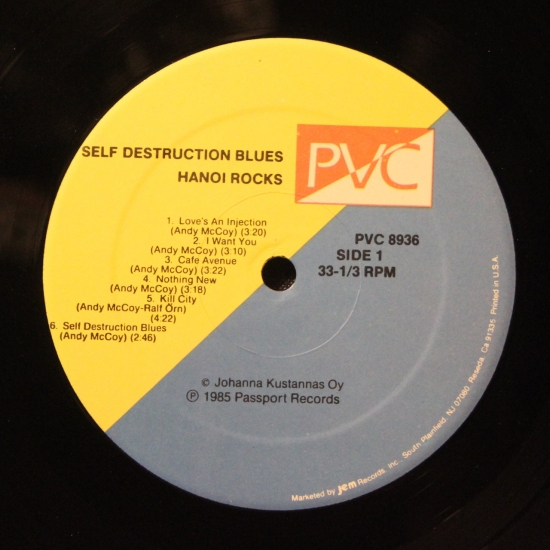 SELF DESTRUCTION BLUES
HANOI ROCKS
PVC
1. Love's An Injection
(Andy McCoy) (3:20)
2. I Want You
(Andy McCoy) (3:10)
3. Cafe Avenue
(Andy McCoy) (3:22)
4. Nothing New
(Andy McCoy) (3:18)
5. Kill City
(Andy McCoy-Ralf Örn)
(4:22)
6. Self Destruction Blues
(Andy McCoy) (2:46)
PVC 8936
SIDE 1
33-1/3 RPM
© Johanna Kustannas Oy
Ⓟ 1985 Passport Records
Marketed by jem Records, Inc. South Plainfield, NJ 07080, Reseda, Ca 91335 Printed in U.S.A.